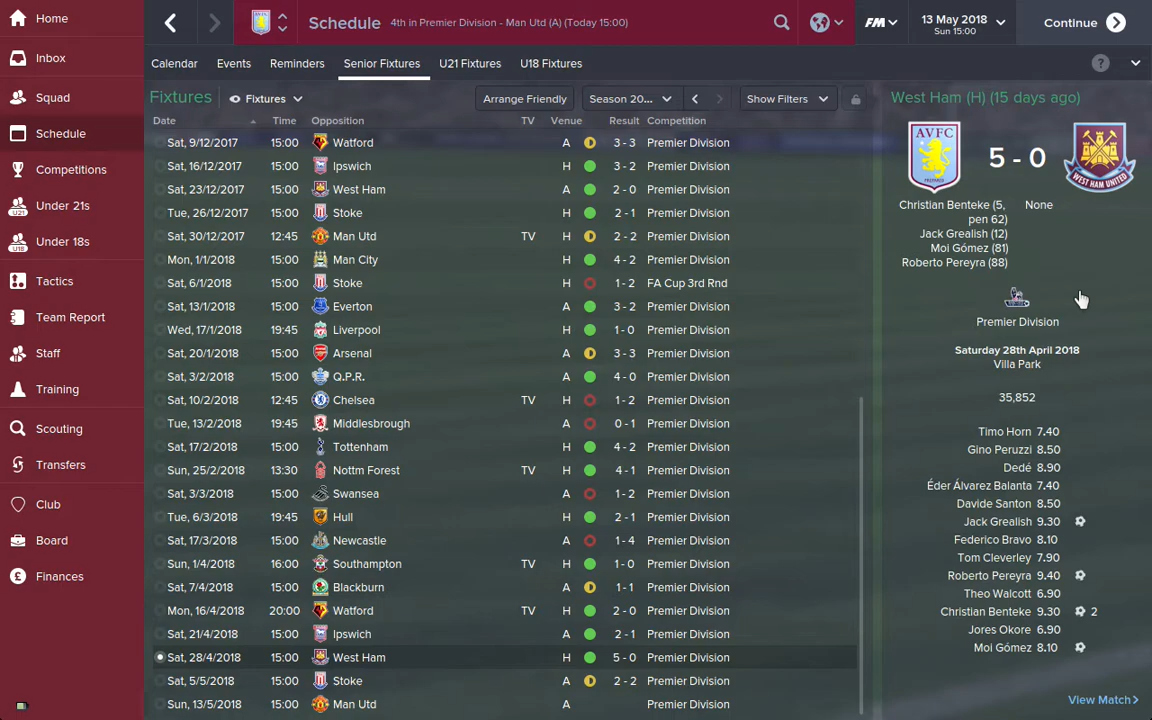 Home
Schedule
4th in Premier Division - Man Utd (A) (Today 15:00)
FM
13 May 2018
Sun 15:00
Continue
Inbox
Squad
Schedule
Competitions
U21
Under 21s
U18
Under 18s
Tactics
Team Report
Staff
Training
Scouting
Transfers
Club
Board
Finances
Calendar
Events
Reminders
Senior Fixtures
U21 Fixtures
U18 Fixtures
?
Fixtures
Fixtures
Arrange Friendly
Season 20...
Show Filters
Date Time Opposition TV Venue Result Competition
Sat, 9/12/2017 15:00 Watford A 3 - 3 Premier Division
Sat, 16/12/2017 15:00 Ipswich H 3 - 2 Premier Division
Sat, 23/12/2017 15:00 West Ham A 2 - 0 Premier Division
Tue, 26/12/2017 15:00 Stoke H 2 - 1 Premier Division
Sat, 30/12/2017 12:45 Man Utd TV H 2 - 2 Premier Division
Mon, 1/1/2018 15:00 Man City H 4 - 2 Premier Division
Sat, 6/1/2018 15:00 Stoke H 1 - 2 FA Cup 3rd Rnd
Sat, 13/1/2018 15:00 Everton A 3 - 2 Premier Division
Wed, 17/1/2018 19:45 Liverpool H 1 - 0 Premier Division
Sat, 20/1/2018 15:00 Arsenal A 3 - 3 Premier Division
Sat, 3/2/2018 15:00 Q.P.R. A 4 - 0 Premier Division
Sat, 10/2/2018 12:45 Chelsea TV H 1 - 2 Premier Division
Tue, 13/2/2018 19:45 Middlesbrough A 0 - 1 Premier Division
Sat, 17/2/2018 15:00 Tottenham H 4 - 2 Premier Division
Sun, 25/2/2018 13:30 Nottm Forest TV H 4 - 1 Premier Division
Sat, 3/3/2018 15:00 Swansea A 1 - 2 Premier Division
Tue, 6/3/2018 19:45 Hull H 2 - 1 Premier Division
Sat, 17/3/2018 15:00 Newcastle A 1 - 4 Premier Division
Sun, 1/4/2018 16:00 Southampton TV H 1 - 0 Premier Division
Sat, 7/4/2018 15:00 Blackburn A 1 - 1 Premier Division
Mon, 16/4/2018 20:00 Watford TV H 2 - 0 Premier Division
Sat, 21/4/2018 15:00 Ipswich A 2 - 1 Premier Division
Sat, 28/4/2018 15:00 West Ham H 5 - 0 Premier Division
Sat, 5/5/2018 15:00 Stoke A 2 - 2 Premier Division
Sun, 13/5/2018 15:00 Man Utd A Premier Division
West Ham (H) (15 days ago)
AVFC
5 - 0
WEST HAM UNITED
Christian Benteke (5,
pen 62)
None
Jack Grealish (12)
Moi Gómez (81)
Roberto Pereyra (88)
Premier Division
Saturday 28th April 2018
Villa Park
35,852
Timo Horn 7.40
Gino Peruzzi 8.50
Dedé 8.90
Éder Álvarez Balanta 7.40
Davide Santon 8.50
Jack Grealish 9.30
Federico Bravo 8.10
Tom Cleverley 7.90
Roberto Pereyra 9.40
Theo Walcott 6.90
Christian Benteke 9.30 2
Jores Okore 6.90
Moi Gómez 8.10
View Match